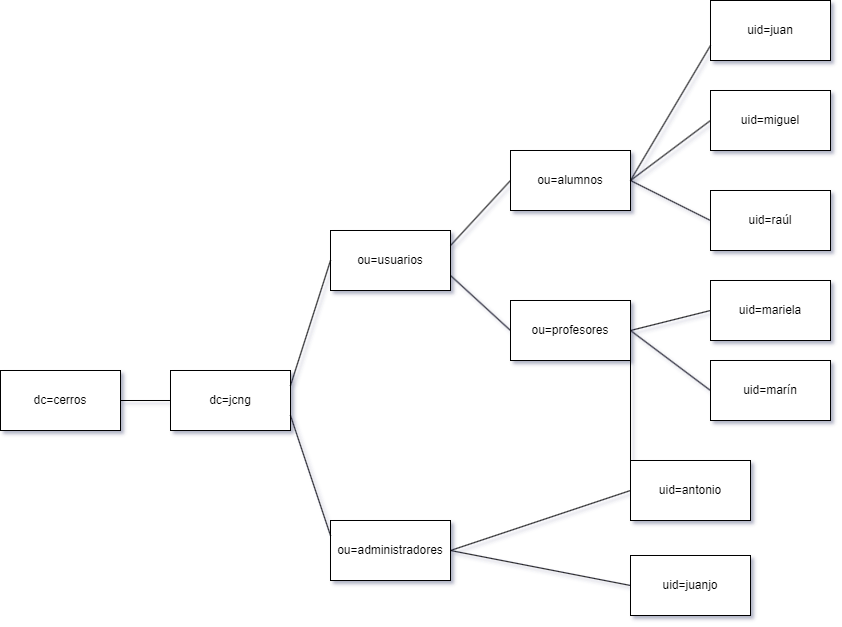 uid=juan
uid=miguel
ou=alumnos
uid=raúl
ou=usuarios
uid=mariela
ou=profesores
uid=marín
dc=cerros
dc=jcng
uid=antonio
ou=administradores
uid=juanjo